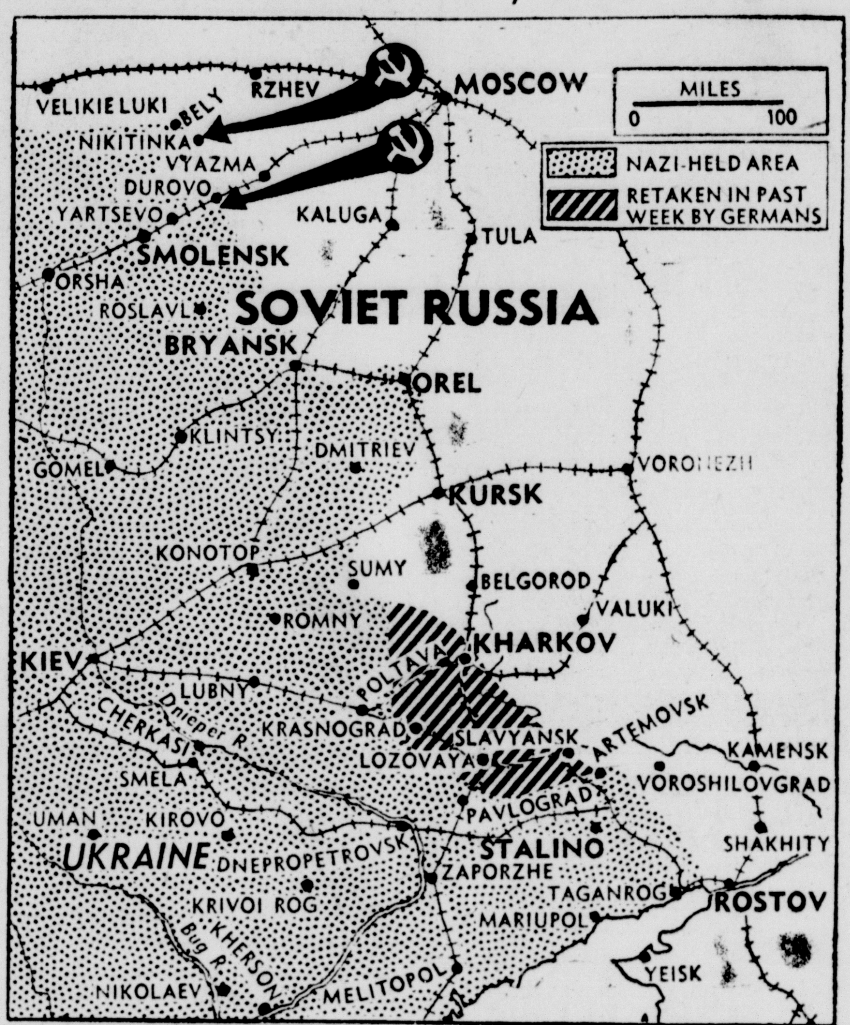 MOSCOW
MILES
0 100
RZHEV
VELIKIE LUKI
BELY
NIKITINKA
VYAZMA
DUROVO
YARTSEVO
KALUGA
NAZI-HELD AREA
RETAKEN IN PAST
WEEK BY GERMANS
TULA
SMOLENSK
ORSHA
ROSLAVL
SOVIET RUSSIA
BRYANSK
OREL
KLINTSY
DMITRIEV
GOMEL
VORONEZH
KURSK
KONOTOP
SUMY
BELGOROD
VALUKI
ROMNY
KHARKOV
KIEV
POLTAVA
LUBNY
Dnieper R.
CHERKASI
KRASNOGRAD
SLAVYANSK
ARTEMOVSK
LOZOVAYA
KAMENSK
SMELA
VOROSHILOVGRAD
PAVLOGRAD
UMAN
KIROVO
SHAKHITY
UKRAINE
DNEPROPETROVSK
STALINO
ZAPORZHE
TAGANROG
ROSTOV
KRIVOI ROG
MARIUPOL
Bug R.
KHERSON
YEISK
NIKOLAEV
MELITOPOL